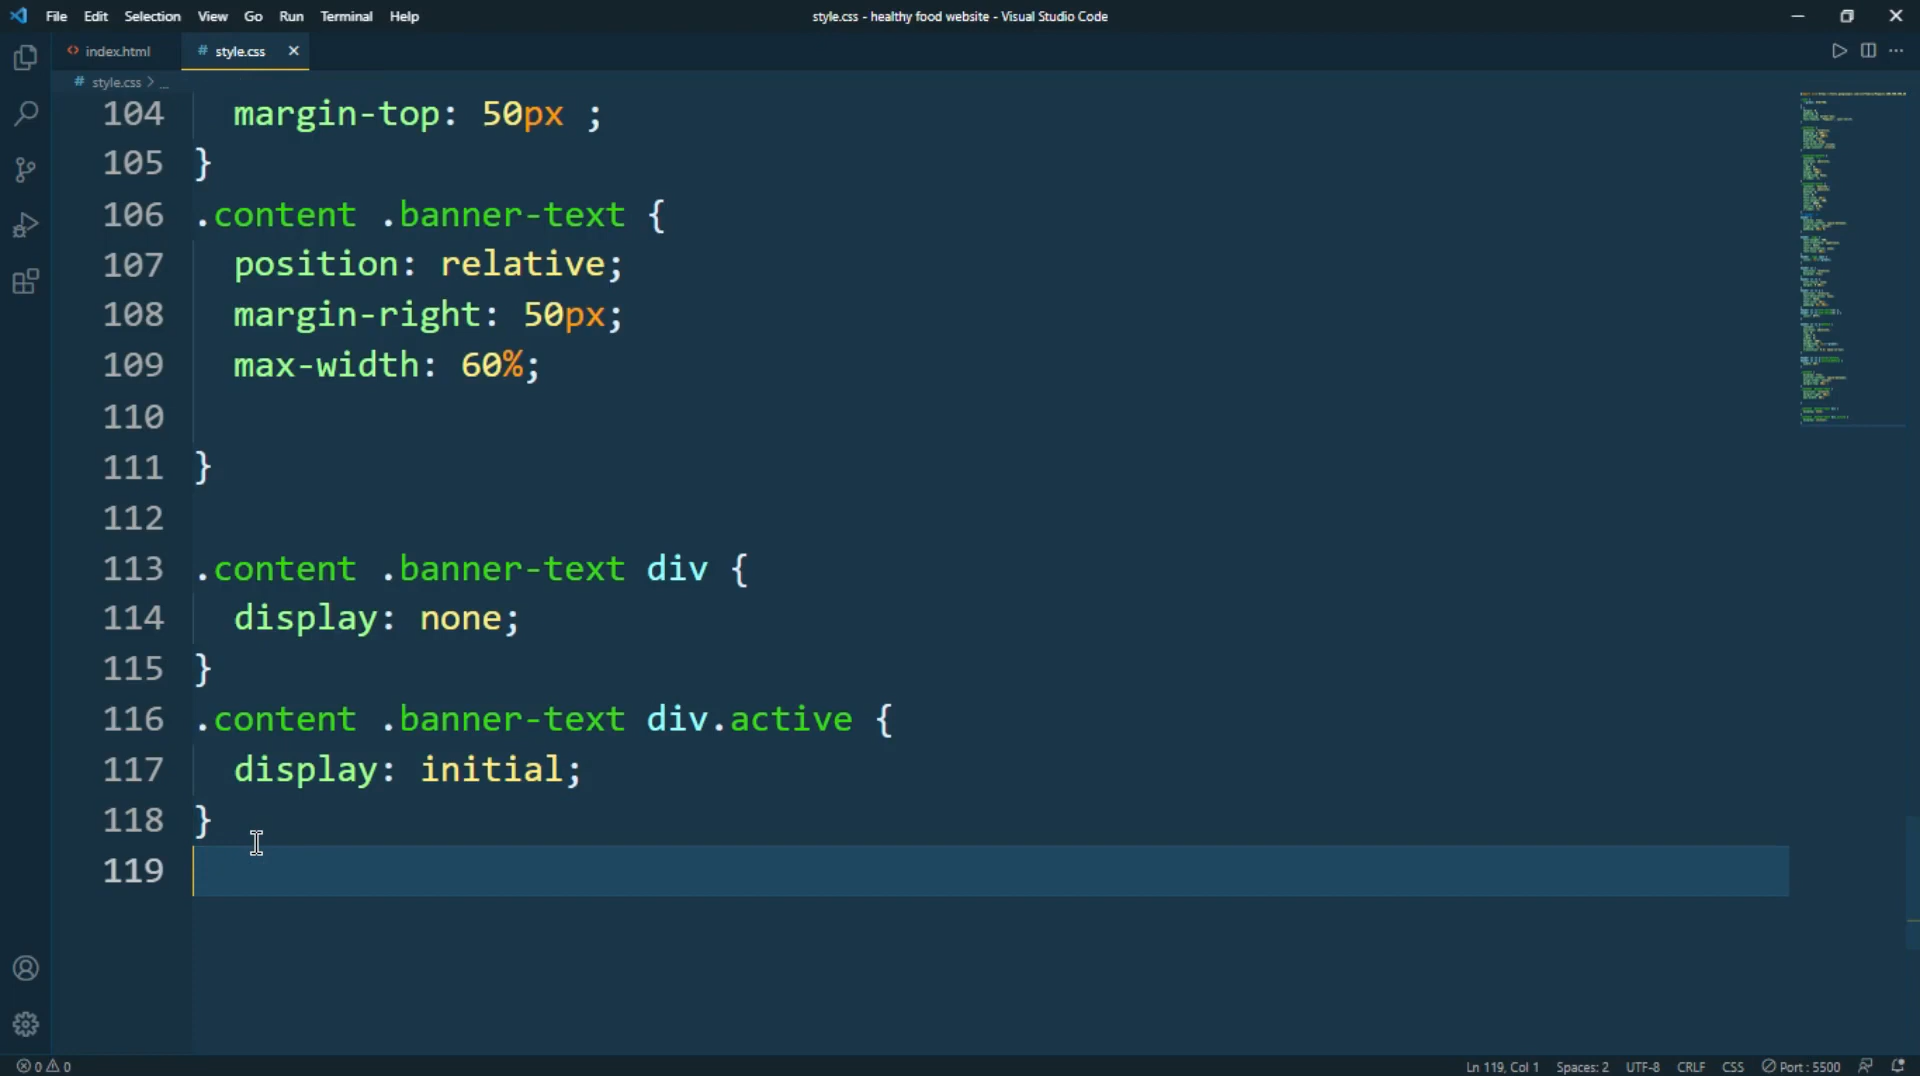 File Edit Selection View Go Run Terminal Help
style.css - healthy food website - Visual Studio Code
index.html
# style.css
# style.css > ...
104 margin-top: 50px ;
105 }
106 .content .banner-text {
107 position: relative;
108 margin-right: 50px;
109 max-width: 60%;
110
111 }
112
113 .content .banner-text div {
114 display: none;
115 }
116 .content .banner-text div.active {
117 display: initial;
118 }
119
0 0
Ln 119, Col 1 Spaces: 2 UTF-8 CRLF CSS Port : 5500